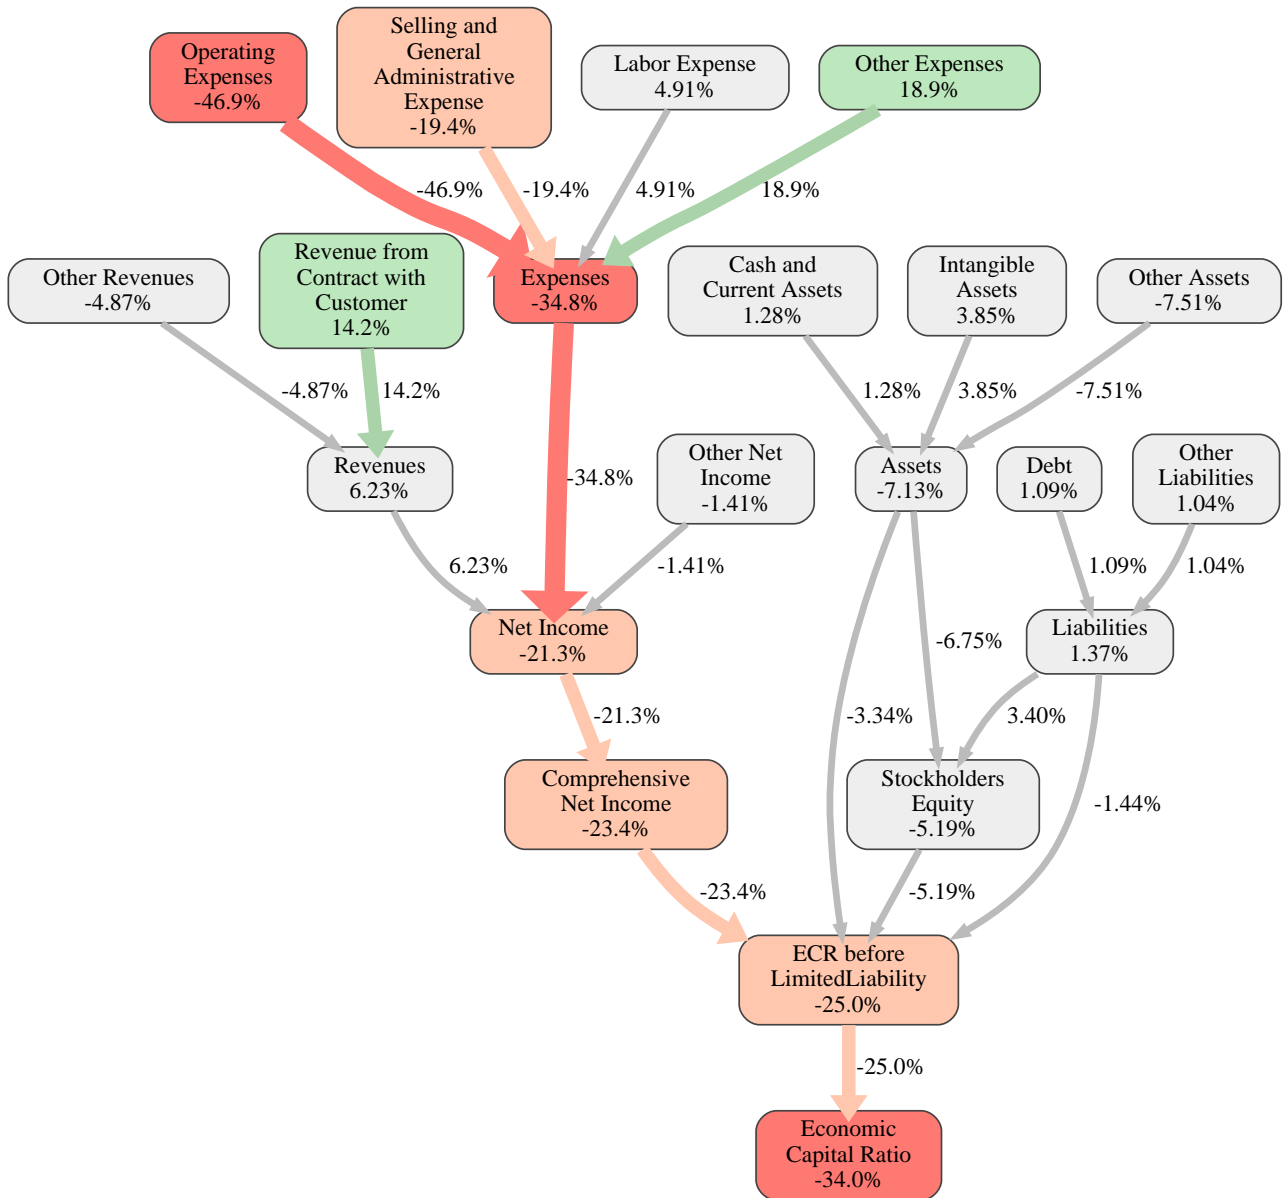 Operating
Expenses
-46.9%
Selling and
General
Administrative
Expense
-19.4%
Labor Expense
4.91%
Other Expenses
18.9%
-46.9%
-19.4%
4.91%
18.9%
Other Revenues
-4.87%
Revenue from
Contract with
Customer
14.2%
Expenses
-34.8%
Cash and
Current Assets
1.28%
Intangible
Assets
3.85%
Other Assets
-7.51%
-4.87%
14.2%
-34.8%
1.28%
3.85%
-7.51%
Revenues
6.23%
Other Net
Income
-1.41%
Assets
-7.13%
Debt
1.09%
Other
Liabilities
1.04%
6.23%
-1.41%
1.09%
1.04%
Net Income
-21.3%
-6.75%
Liabilities
1.37%
-21.3%
-3.34%
3.40%
-1.44%
Comprehensive
Net Income
-23.4%
Stockholders
Equity
-5.19%
-23.4%
-5.19%
ECR before
LimitedLiability
-25.0%
-25.0%
Economic
Capital Ratio
-34.0%